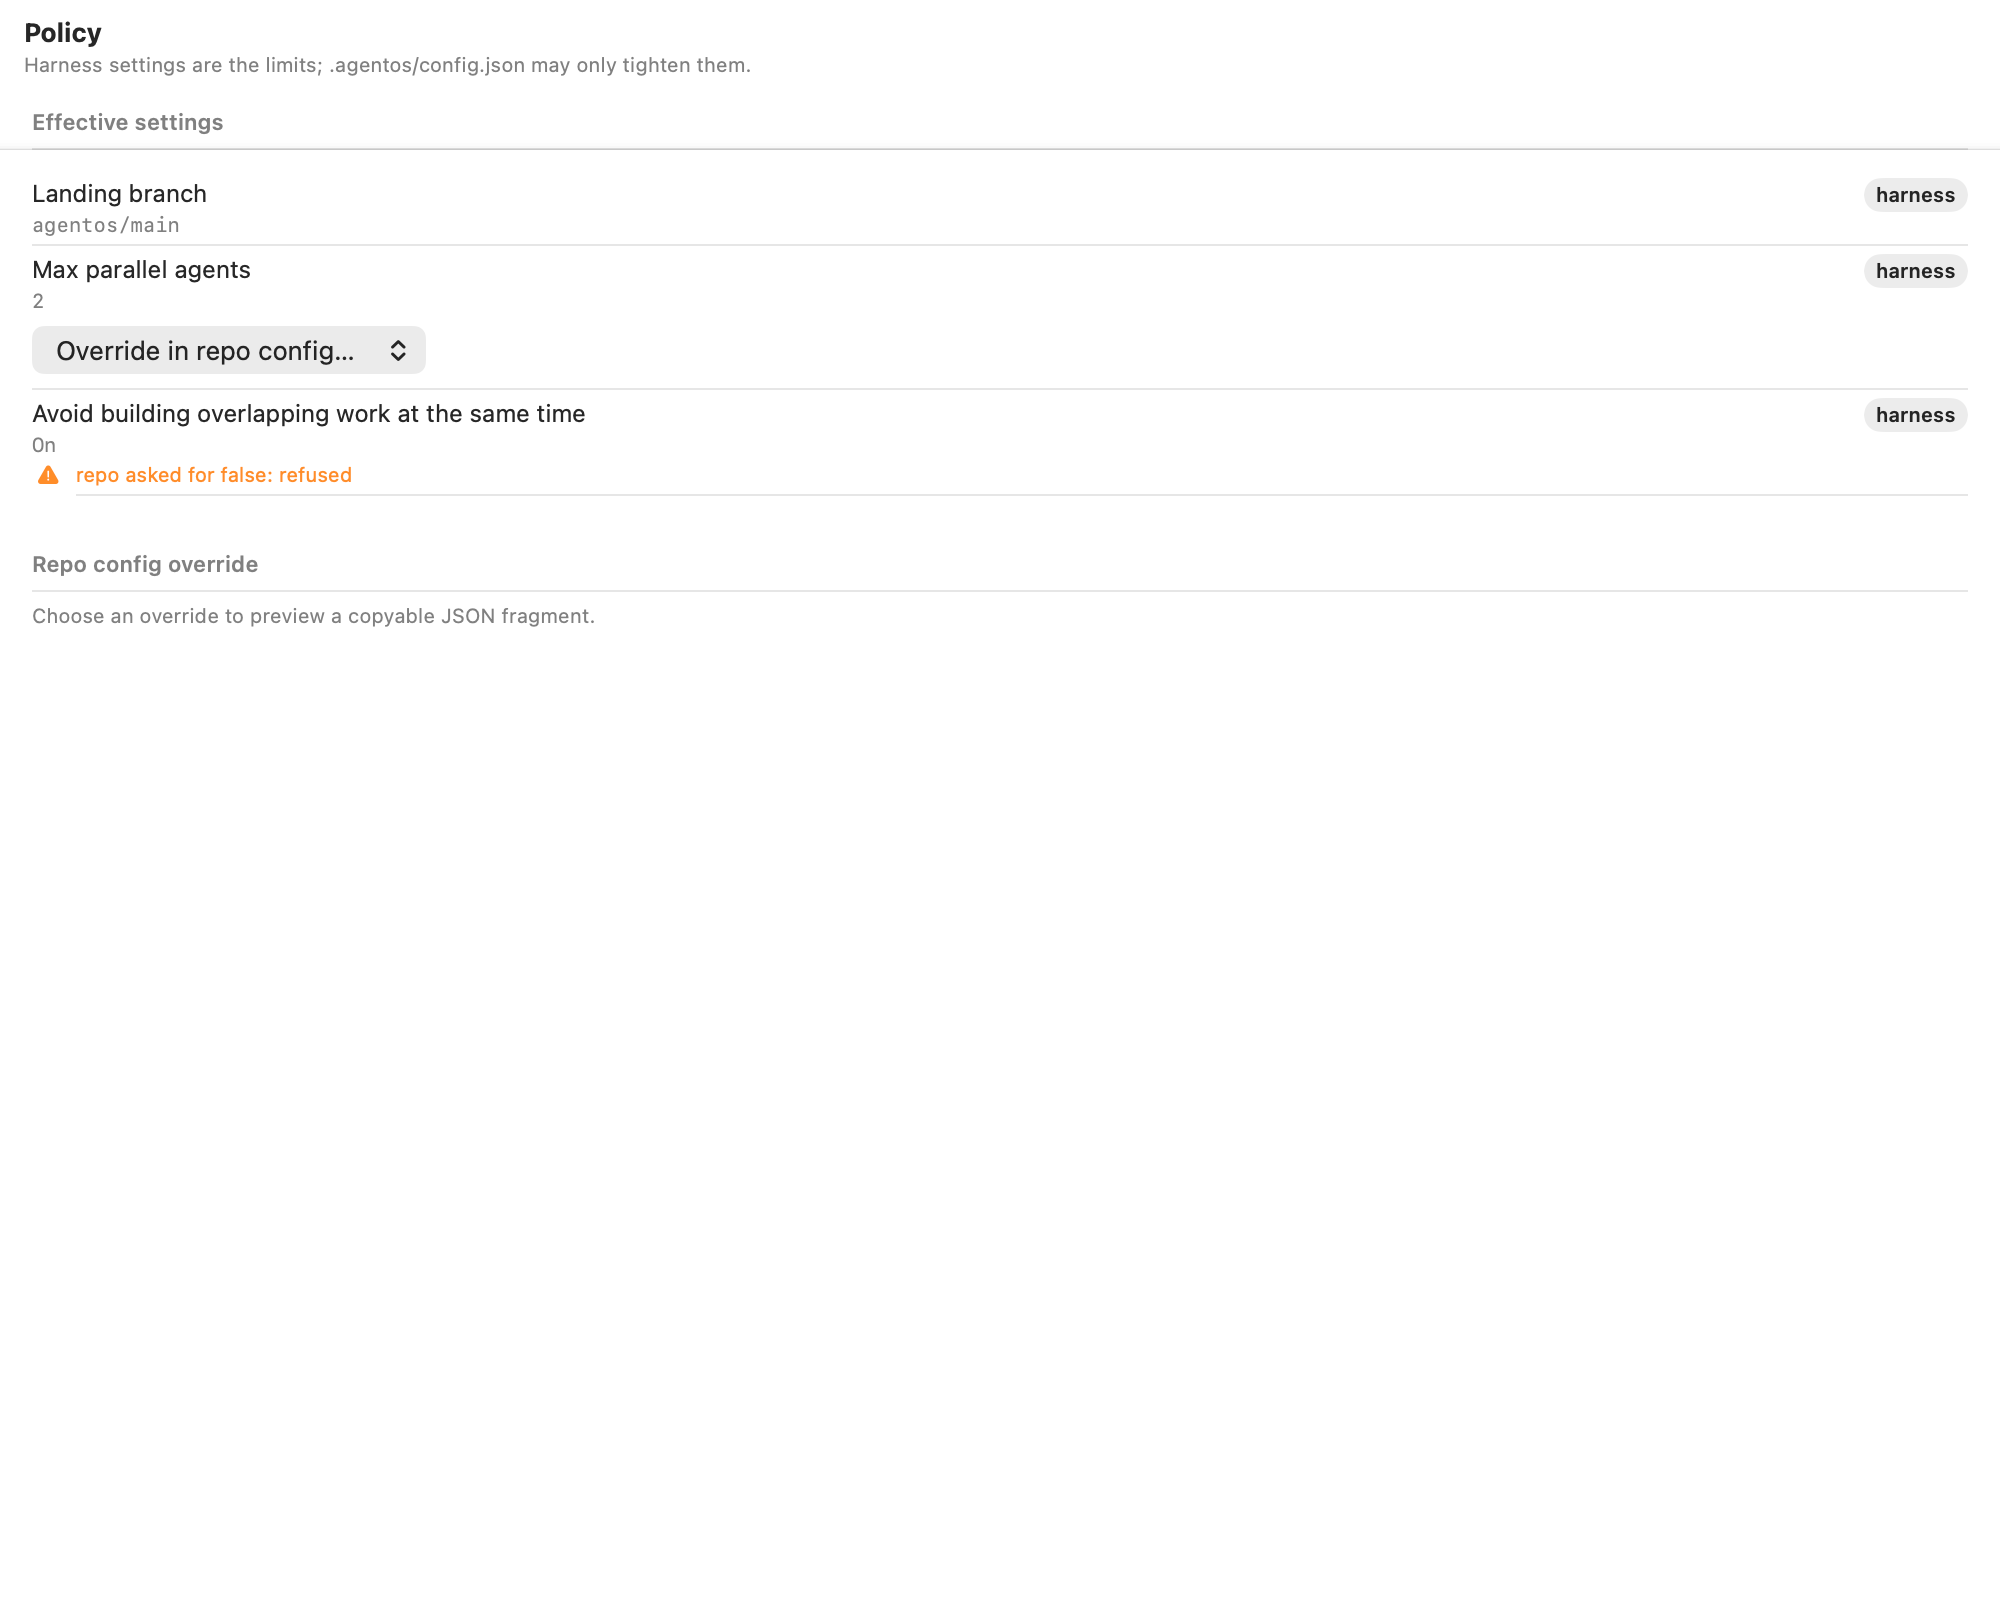 Policy
Harness settings are the limits; .agentos/config.json may only tighten them.
Effective settings
Landing branch
harness
agentos/main
Max parallel agents
harness
2
Override in repo config...
Avoid building overlapping work at the same time
harness
On
repo asked for false: refused
Repo config override
Choose an override to preview a copyable JSON fragment.